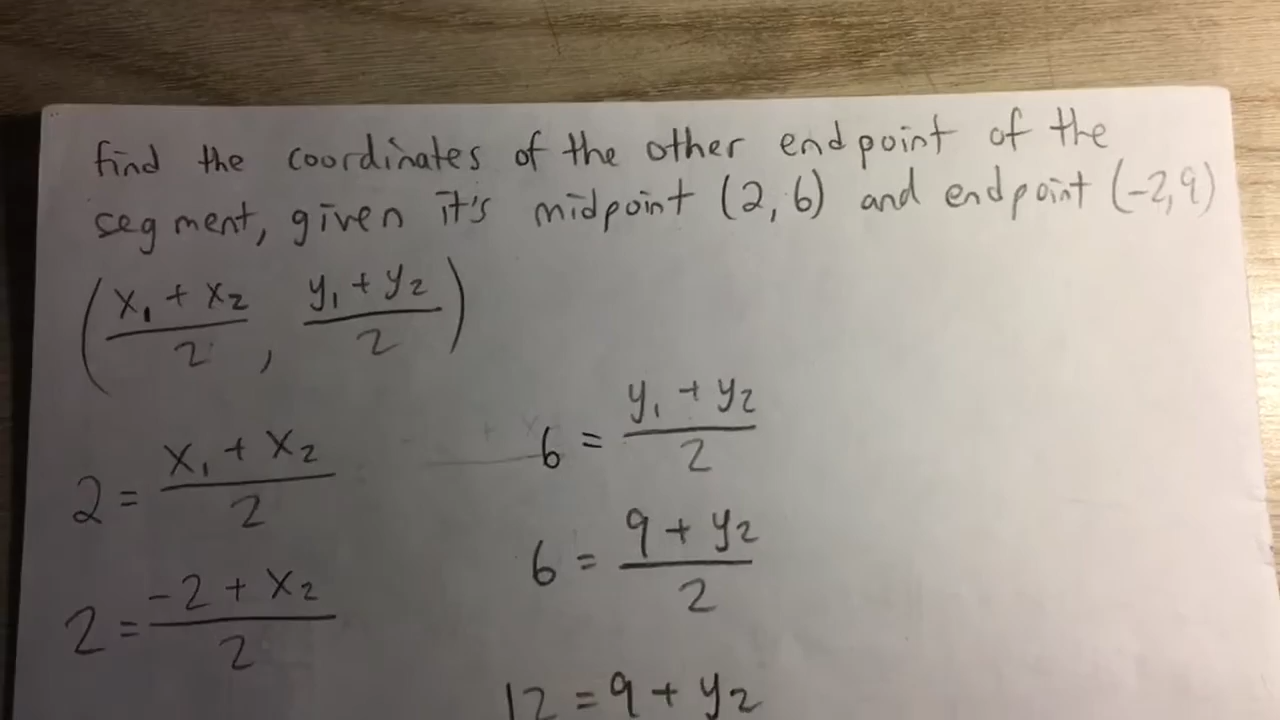 find the coordinates of the other endpoint of the
segment, given it's midpoint (2,6) and endpoint (-2,9)
(x₁ + x₂ / 2, y₁ + y₂ / 2)
2 = x₁ + x₂ / 2
2 = -2 + x₂ / 2
6 = y₁ + y₂ / 2
6 = 9 + y₂ / 2
12 = 9 + y₂